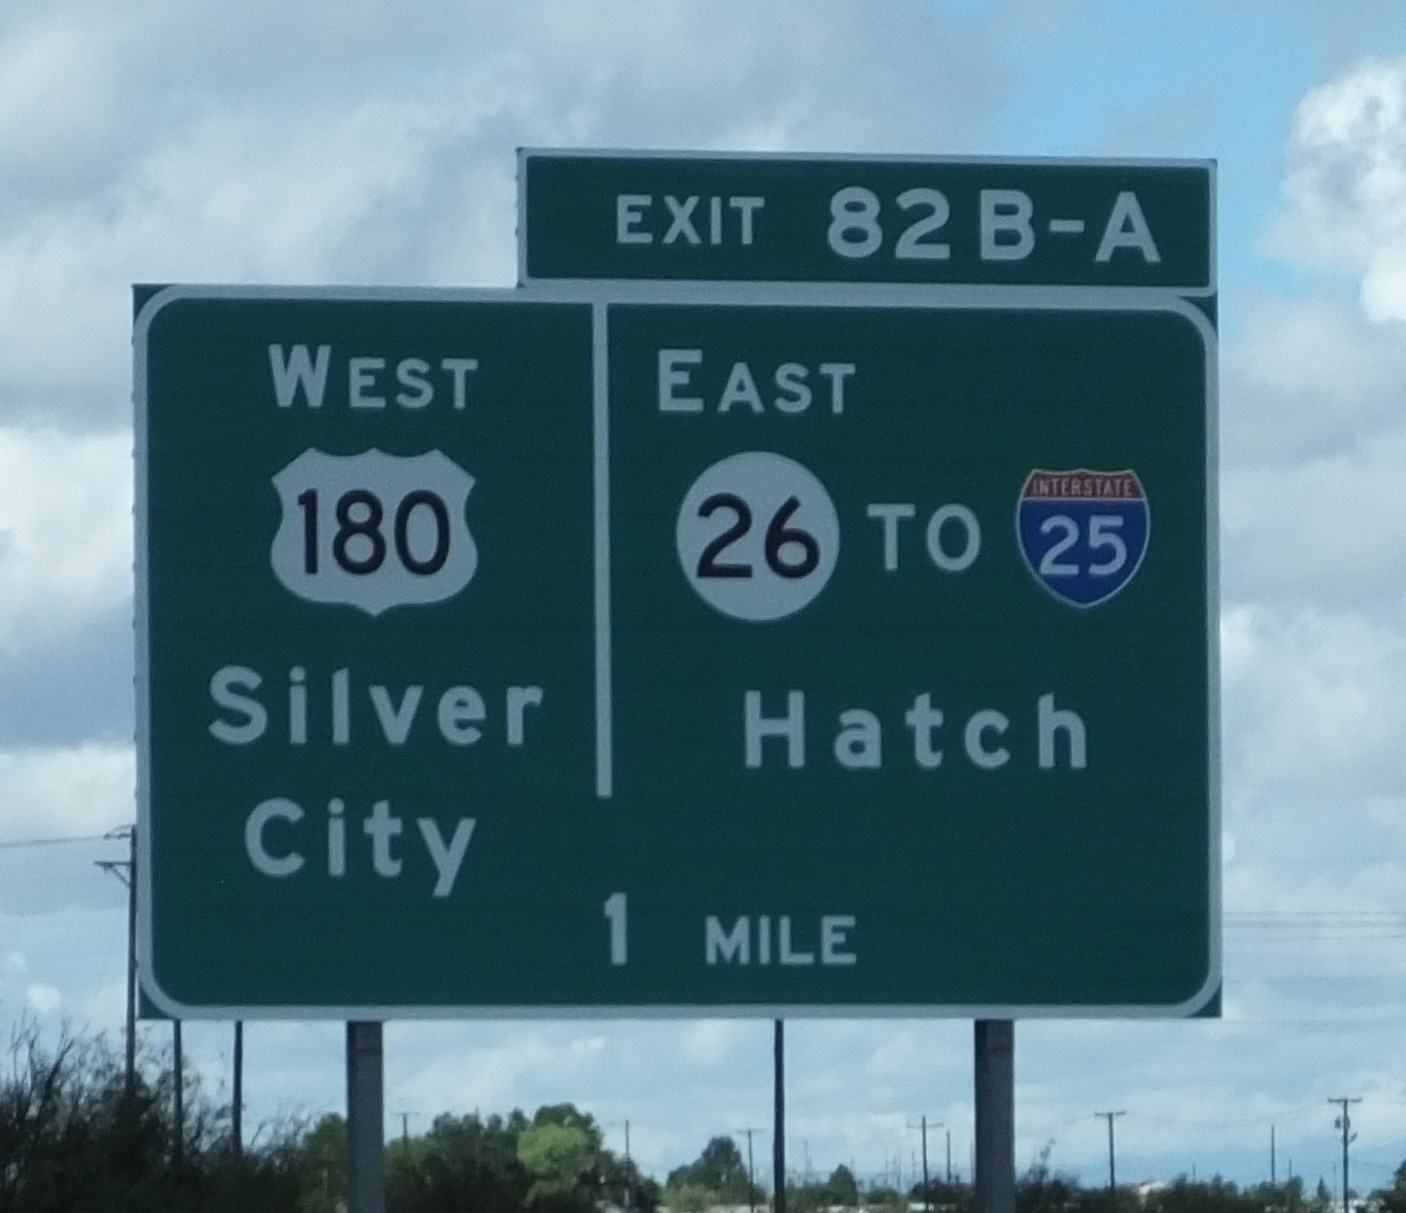 EXIT 82B-A
WEST
180
Silver
City
EAST
26 TO INTERSTATE 25
Hatch
1 MILE